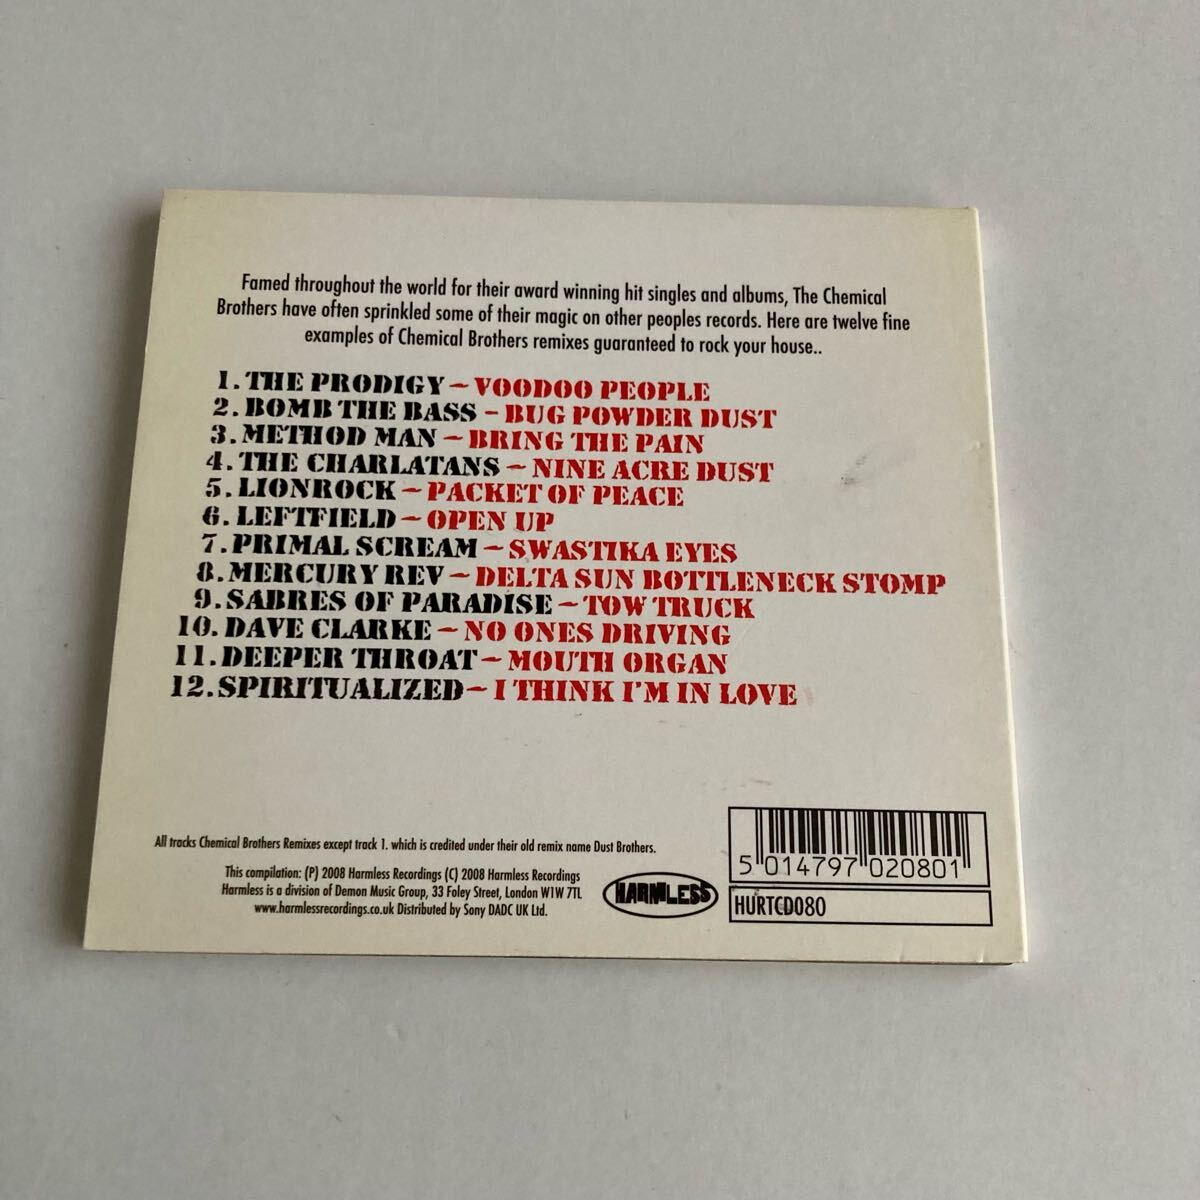 Famed throughout the world for their award winning hit singles and albums, The Chemical
Brothers have often sprinkled some of their magic on other peoples records. Here are twelve fine
examples of Chemical Brothers remixes guaranteed to rock your house..
1. THE PRODIGY – VOODOO PEOPLE
2. BOMB THE BASS – BUG POWDER DUST
3. METHOD MAN – BRING THE PAIN
4. THE CHARLATANS – NINE ACRE DUST
5. LIONROCK – PACKET OF PEACE
6. LEFTFIELD – OPEN UP
7. PRIMAL SCREAM – SWASTIKA EYES
8. MERCURY REV – DELTA SUN BOTTLENECK STOMP
9. SABRES OF PARADISE – TOW TRUCK
10. DAVE CLARKE – NO ONES DRIVING
11. DEEPER THROAT – MOUTH ORGAN
12. SPIRITUALIZED – I THINK I'M IN LOVE
All tracks Chemical Brothers Remixes except track 1. which is credited under their old remix name Dust Brothers.
This compilation: (P) 2008 Harmless Recordings (C) 2008 Harmless Recordings
Harmless is a division of Demon Music Group, 33 Foley Street, London W1W 7TL
www.harmlessrecordings.co.uk Distributed by Sony DADC UK Ltd.
HARMLESS
5 014797 020801
HURTCD080